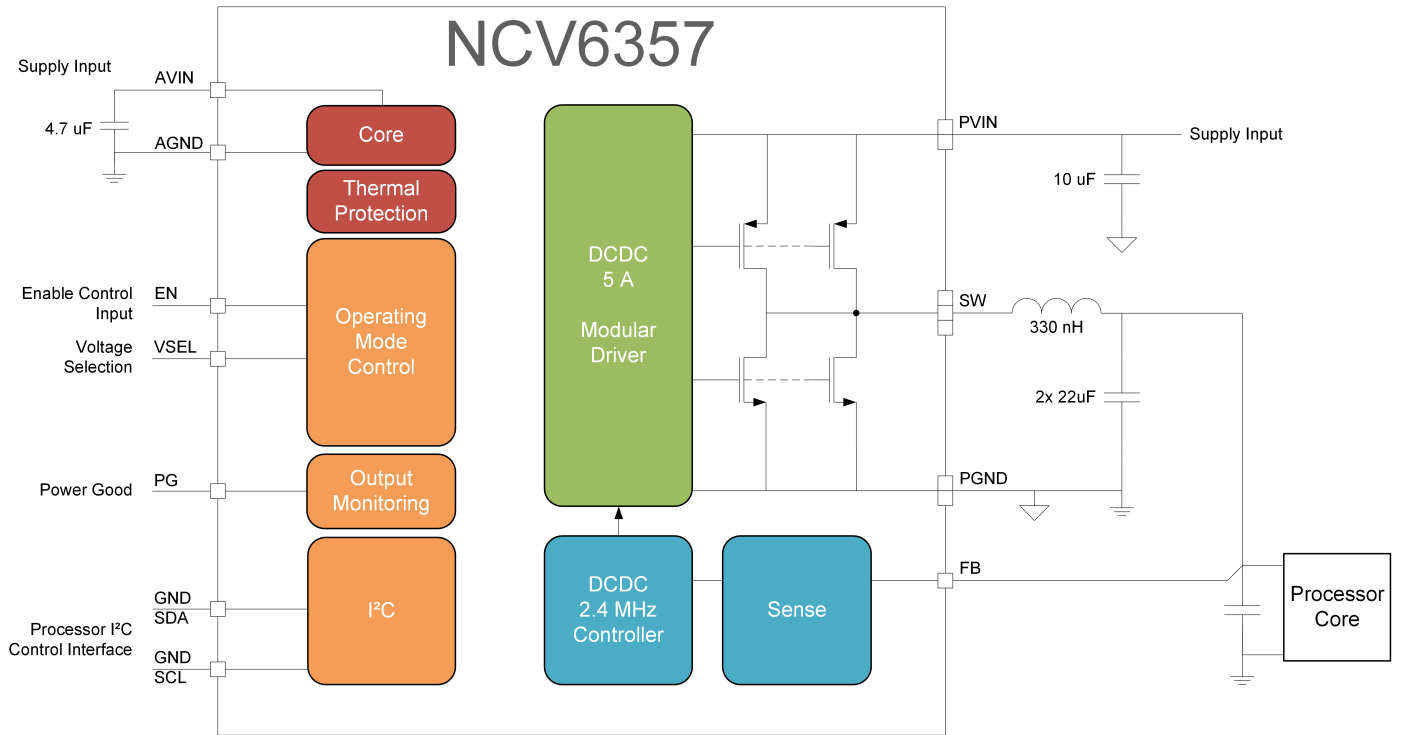 NCV6357
Supply Input
AVIN
4.7 uF
AGND
Core
Thermal
Protection
Enable Control
Input
EN
Voltage
Selection
VSEL
Operating
Mode
Control
Power Good
PG
Output
Monitoring
Processor I²C
Control Interface
GND
SDA
GND
SCL
I²C
DCDC
5 A
Modular
Driver
DCDC
2.4 MHz
Controller
Sense
PVIN
Supply Input
10 uF
SW
330 nH
2x 22uF
PGND
FB
Processor
Core